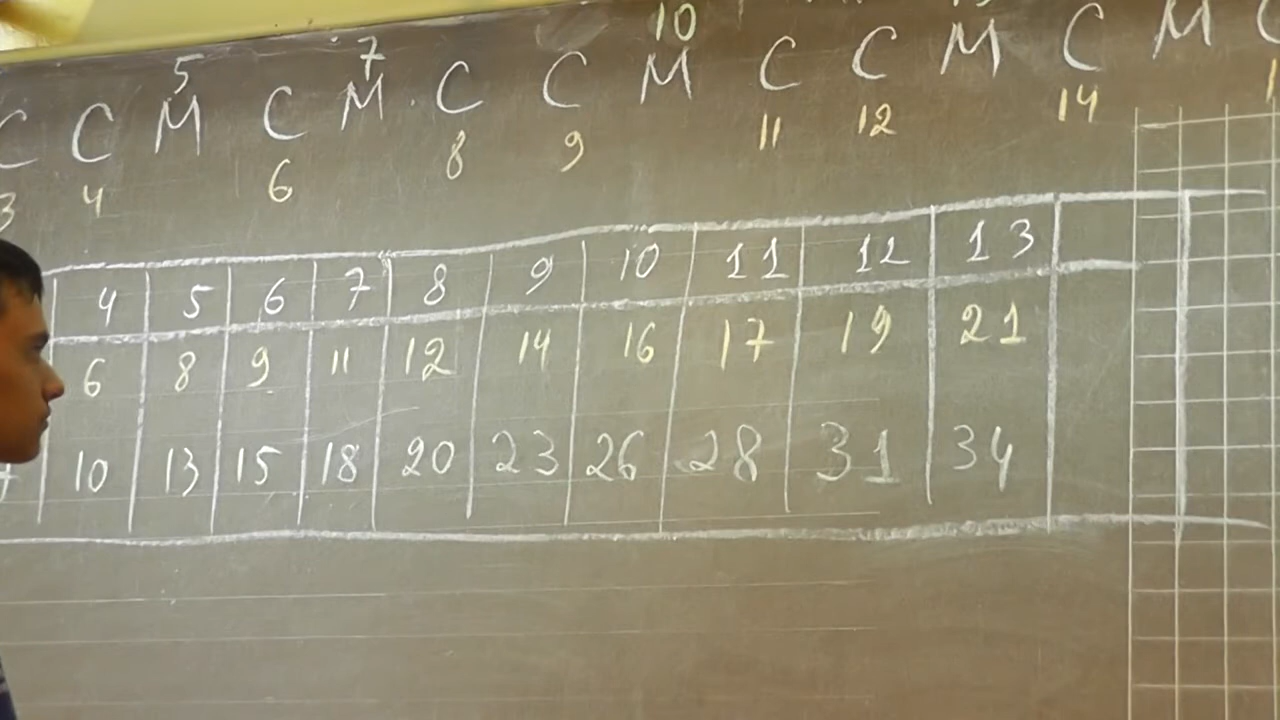 5 7 10
С С М С М С С М С С М С М С
3 4 6 8 9 11 12 14
4 5 6 7 8 9 10 11 12 13
6 8 9 11 12 14 16 17 19 21
10 13 15 18 20 23 26 28 31 34